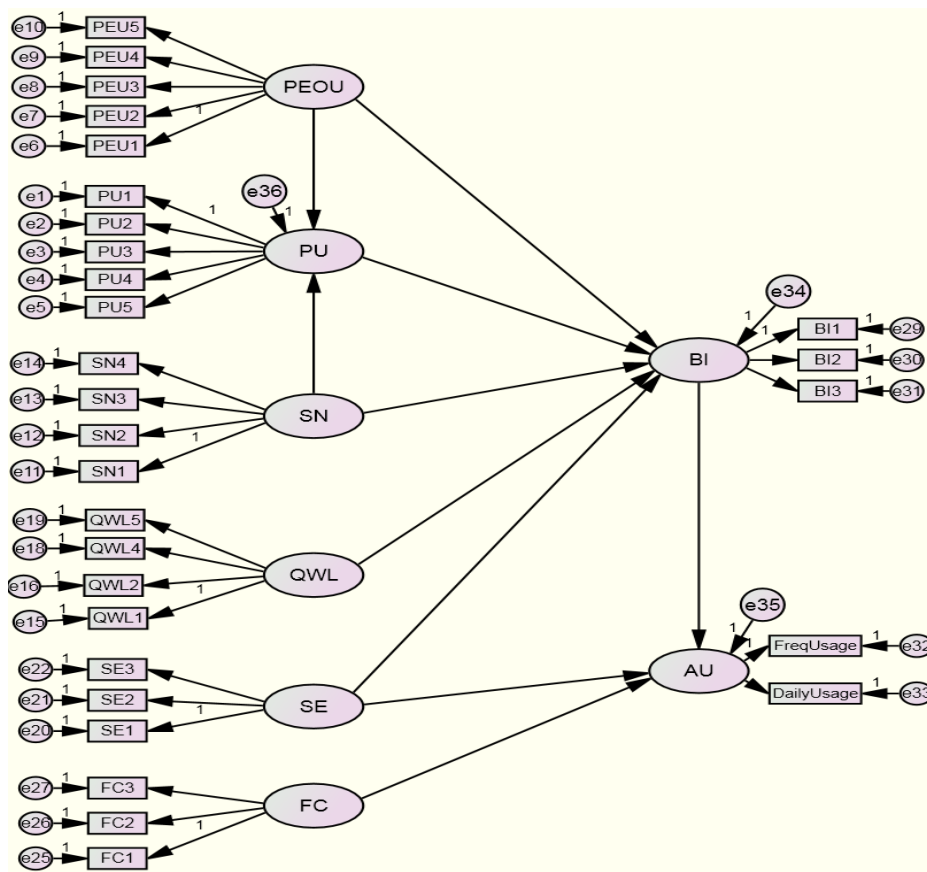 e10 1 PEU5
e9 1 PEU4
e8 1 PEU3
e7 1 PEU2
e6 1 PEU1
1
PEOU
e1 1 PU1
e2 1 PU2
e3 1 PU3
e4 1 PU4
e5 1 PU5
1
e36
1
PU
e14 1 SN4
e13 1 SN3
e12 1 SN2
e11 1 SN1
1
SN
e19 1 QWL5
e18 1 QWL4
e16 1 QWL2
e15 1 QWL1
1
QWL
e22 1 SE3
e21 1 SE2
e20 1 SE1
1
SE
e27 1 FC3
e26 1 FC2
e25 1 FC1
1
FC
e34
1
BI
1 BI1 1 e29
BI2 1 e30
BI3 1 e31
e35
1
AU
1 FreqUsage 1 e32
DailyUsage 1 e33